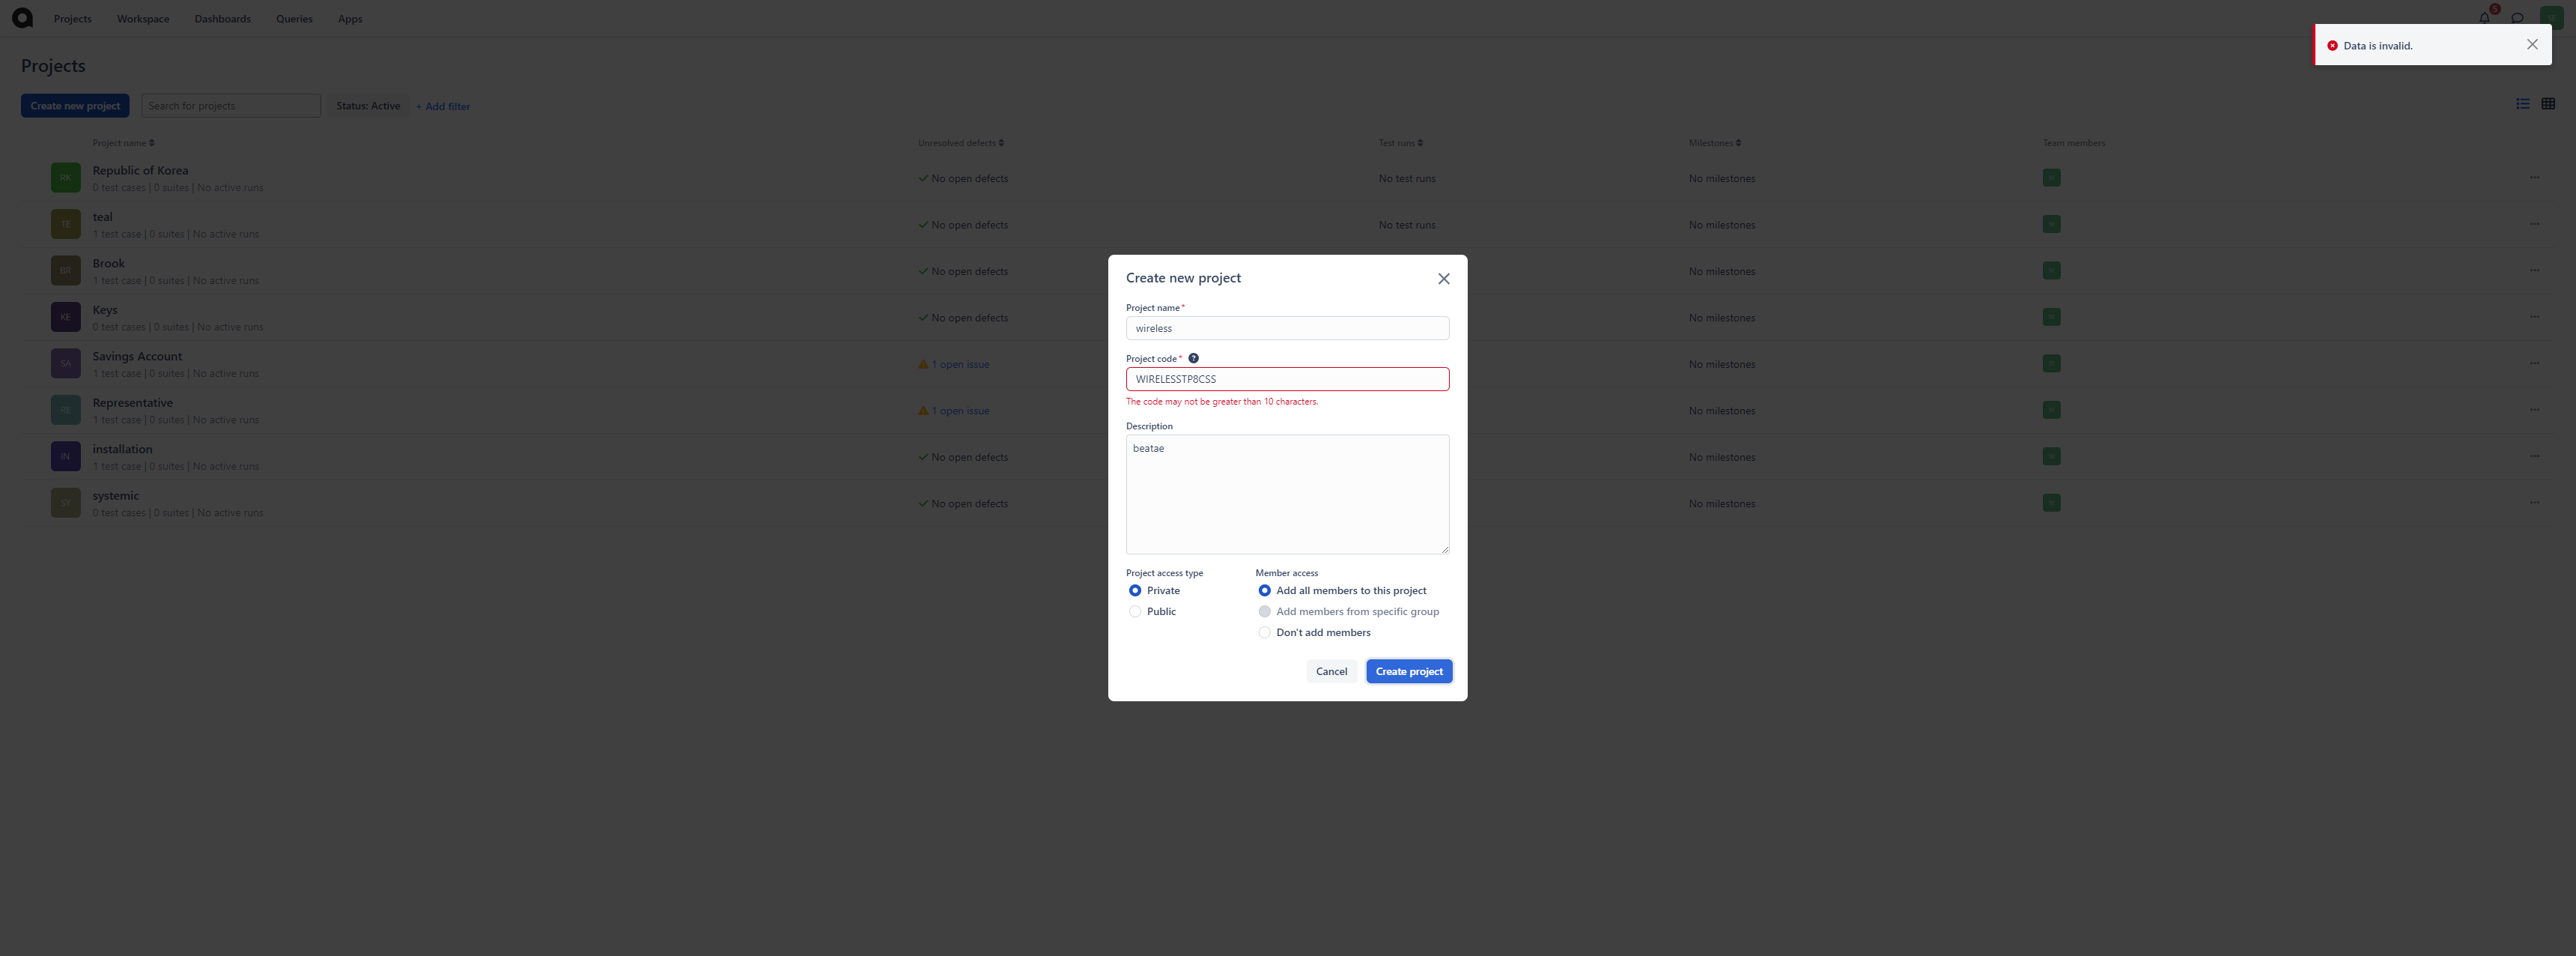 Projects Workspace Dashboards Queries Apps
5
Data is invalid.
Projects
Create new project Search for projects Status: Active + Add filter
Project name Unresolved defects Test runs Milestones Team members
RK Republic of Korea
0 test cases | 0 suites | No active runs No open defects No test runs No milestones
TE teal
1 test case | 0 suites | No active runs No open defects No test runs No milestones
BR Brook
1 test case | 0 suites | No active runs No open defects No milestones
KE Keys
0 test cases | 0 suites | No active runs No open defects No milestones
SA Savings Account
1 test case | 0 suites | No active runs 1 open issue No milestones
RE Representative
1 test case | 0 suites | No active runs 1 open issue No milestones
IN installation
1 test case | 0 suites | No active runs No open defects No milestones
SY systemic
0 test cases | 0 suites | No active runs No open defects No milestones
Create new project
Project name*
wireless
Project code* ?
WIRELESSTP8CSS
The code may not be greater than 10 characters.
Description
beatae
Project access type Member access
Private Add all members to this project
Public Add members from specific group
Don't add members
Cancel Create project